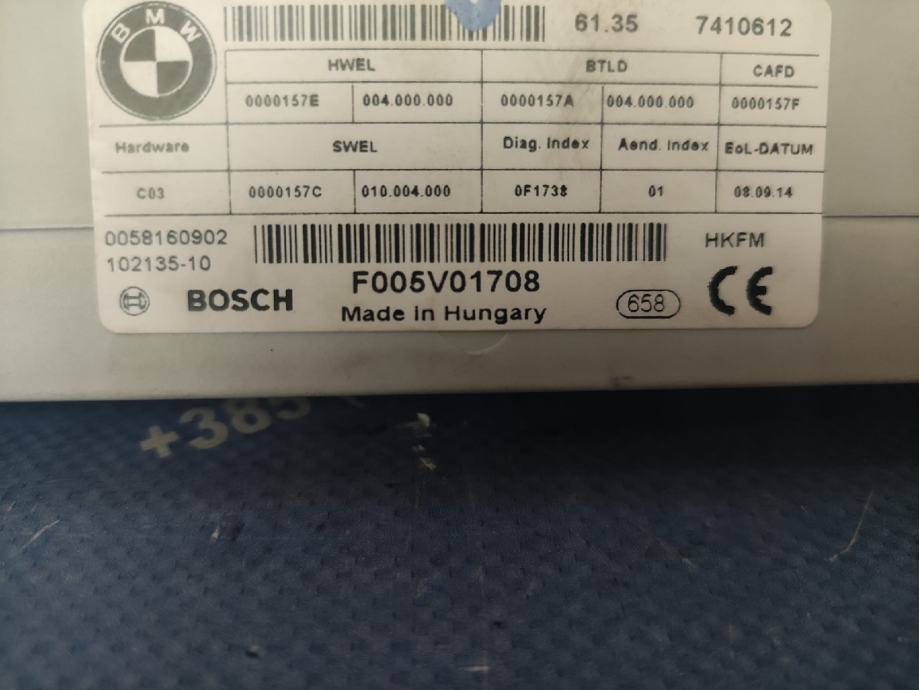 BMW
61.35 7410612
HWEL BTLD CAFD
0000157E 004.000.000 0000157A 004.000.000 0000157F
Hardware SWEL Diag. Index Aend. Index EoL-DATUM
C03 0000157C 010.004.000 0F1738 01 08.09.14
0058160902 HKFM
102135-10
BOSCH F005V01708 658 CE
Made in Hungary
+385